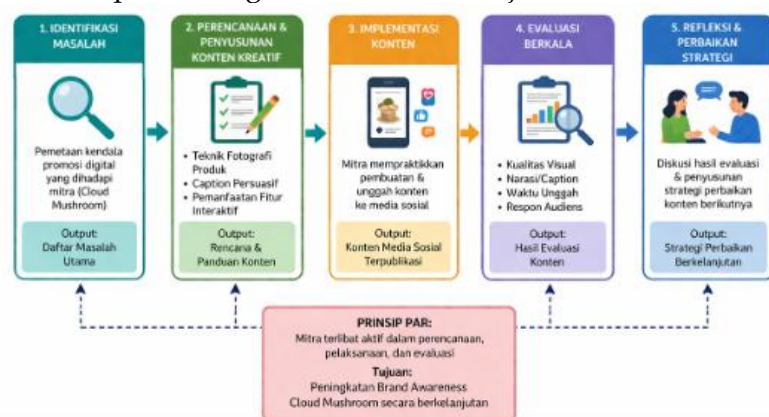 1. IDENTIFIKASI
MASALAH
Pemetaan kendala
promosi digital
yang dihadapi
mitra (Cloud
Mushroom)
Output:
Daftar Masalah
Utama
2. PERENCANAAN &
PENYUSUNAN
KONTEN KREATIF
• Teknik Fotografi
Produk
• Caption Persuasif
• Pemanfaatan Fitur
Interaktif
Output:
Rencana &
Panduan Konten
3. IMPLEMENTASI
KONTEN
Mitra mempraktikkan
pembuatan &
unggah konten
ke media sosial
Output:
Konten Media Sosial
Terpublikasi
4. EVALUASI
BERKALA
• Kualitas Visual
• Narasi/Caption
• Waktu Unggah
• Respon Audiens
Output:
Hasil Evaluasi
Konten
5. REFLEKSI &
PERBAIKAN
STRATEGI
Diskusi hasil evaluasi
& penyusunan
strategi perbaikan
konten berikutnya
Output:
Strategi Perbaikan
Berkelanjutan
PRINSIP PAR:
Mitra terlibat aktif dalam perencanaan,
pelaksanaan, dan evaluasi
Tujuan:
Peningkatan Brand Awareness
Cloud Mushroom secara berkelanjutan